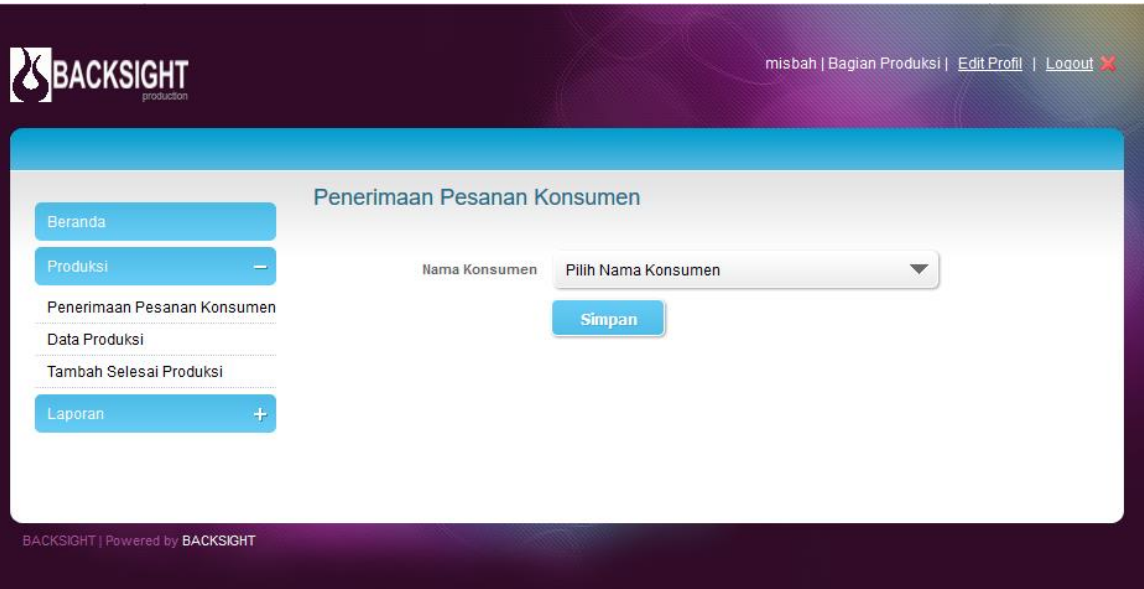 BACKSIGHT
production
misbah | Bagian Produksi | Edit Profil | Logout
Penerimaan Pesanan Konsumen
Beranda
Produksi
Nama Konsumen Pilih Nama Konsumen
Penerimaan Pesanan Konsumen
Simpan
Data Produksi
Tambah Selesai Produksi
Laporan
BACKSIGHT | Powered by BACKSIGHT